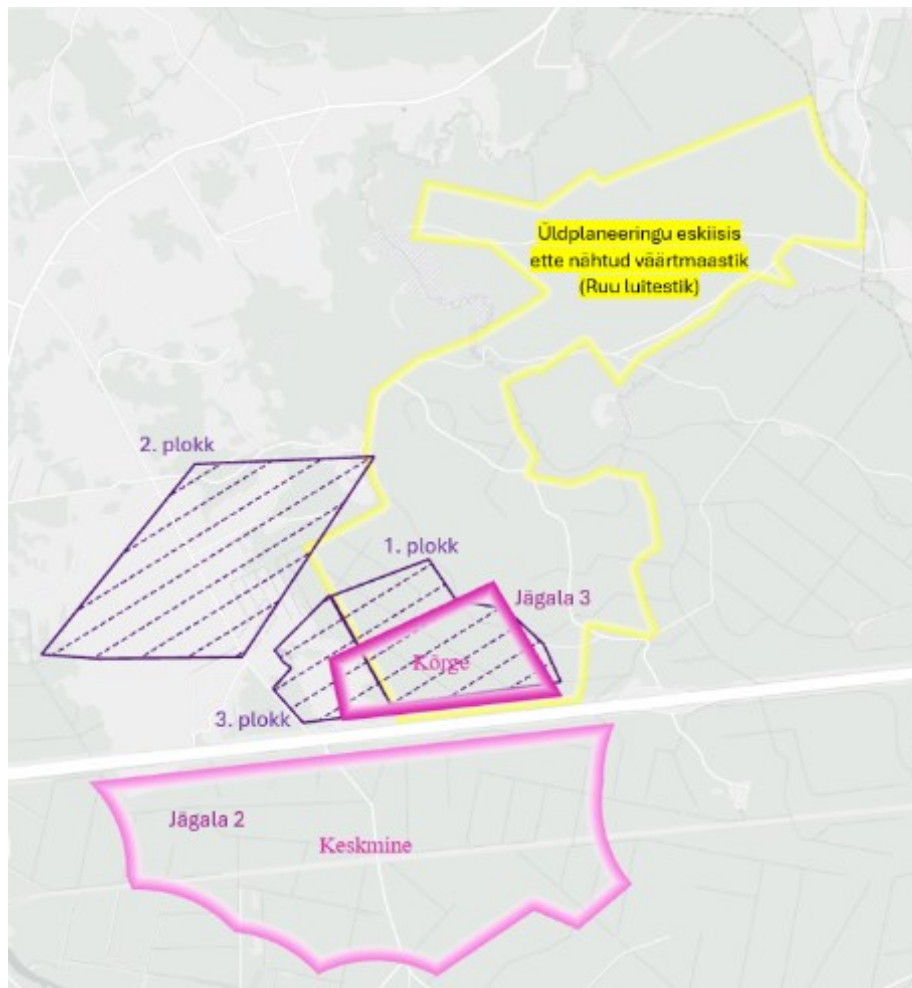 Üldplaneeringu eskiisis
ette nähtud väärtmaastik
(Ruu luitestik)
2. plokk
1. plokk
Jägala 3
Kõrge
3. plokk
Jägala 2
Keskmine